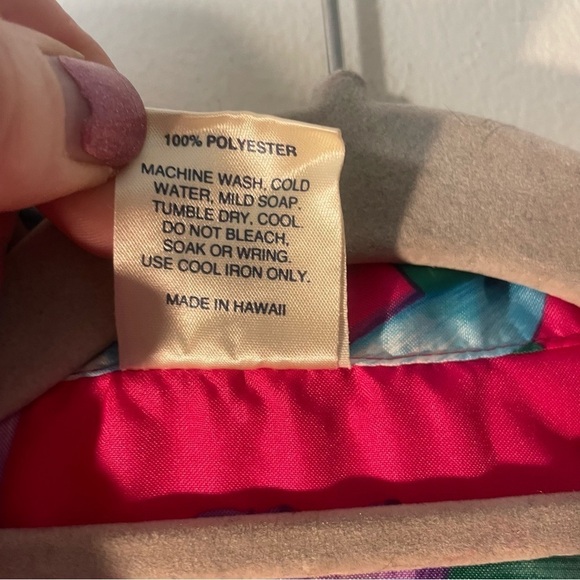 100% POLYESTER
MACHINE WASH, COLD
WATER, MILD SOAP.
TUMBLE DRY, COOL.
DO NOT BLEACH,
SOAK OR WRING.
USE COOL IRON ONLY.
MADE IN HAWAII